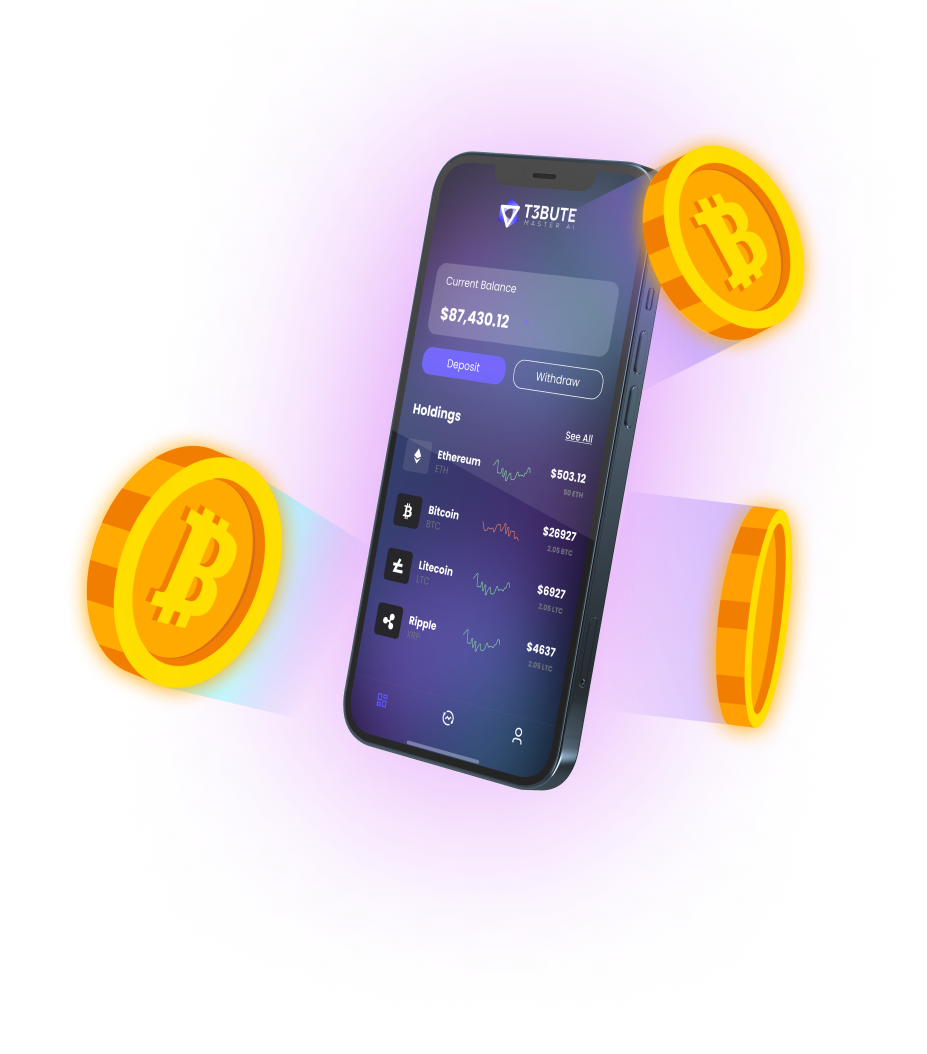 T3BUTE
MASTER AI
Current Balance
$87,430.12
Deposit
Withdraw
Holdings
See All
Ethereum
ETH
$503.12
50 ETH
Bitcoin
BTC
$26927
2.05 BTC
Litecoin
LTC
$6927
2.05 LTC
Ripple
XRP
$4637
2.05 LTC